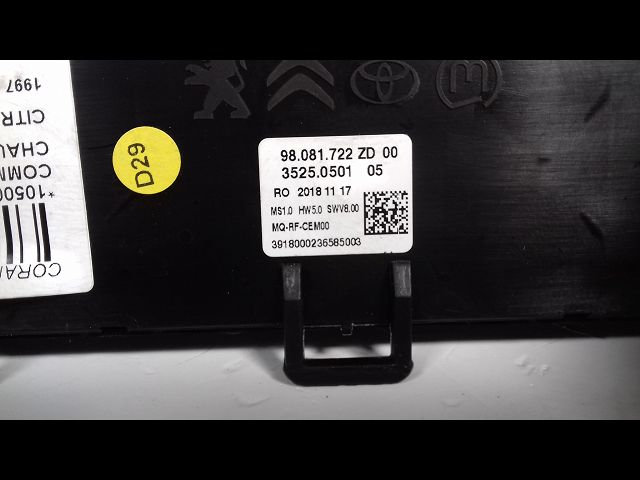 98.081.722 ZD 00
3525.0501 05
RO 2018 11 17
MS1.0 HW5.0 SWV8.00
MQ-RF-CEM00
3918000236585003
D29
1997
CITR
CHAU
COMM
*10500
CORA